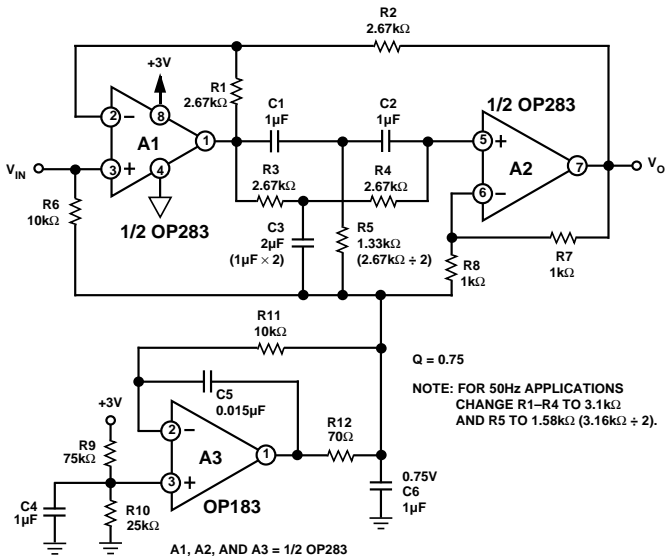 R2
2.67kΩ
+3V
R1
2.67kΩ
C1
1µF
C2
1µF
1/2 OP283
2
−
8
A1
1
5
+
A2
7
V_O
V_IN
3
+
4
R3
2.67kΩ
R4
2.67kΩ
6
−
R6
10kΩ
1/2 OP283
C3
2µF
(1µF × 2)
R5
1.33kΩ
(2.67kΩ ÷ 2)
R8
1kΩ
R7
1kΩ
R11
10kΩ
Q = 0.75
C5
0.015µF
NOTE: FOR 50Hz APPLICATIONS
CHANGE R1–R4 TO 3.1kΩ
AND R5 TO 1.58kΩ (3.16kΩ ÷ 2).
+3V
2
−
R12
70Ω
R9
75kΩ
A3
1
3
+
0.75V
C6
1µF
C4
1µF
R10
25kΩ
OP183
A1, A2, AND A3 = 1/2 OP283